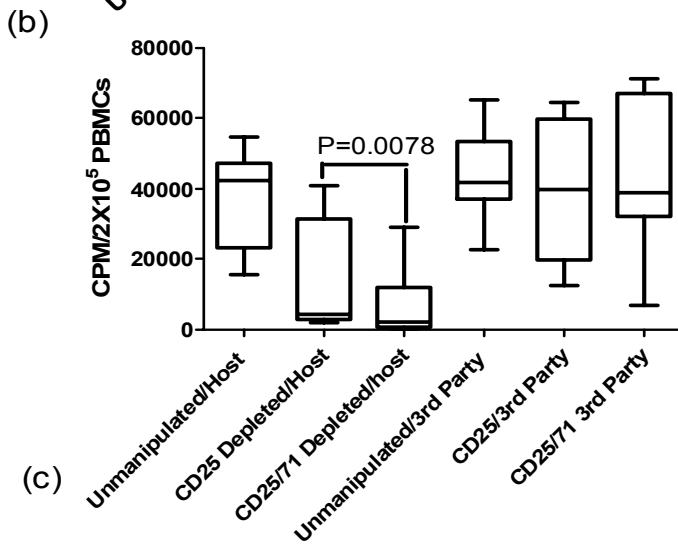 (b)
80000
60000
40000
20000
0
CPM/2X10⁵ PBMCs
P=0.0078
Unmanipulated/Host
CD25 Depleted/Host
CD25/71 Depleted/host
Unmanipulated/3rd Party
CD25/3rd Party
CD25/71 3rd Party
(c)